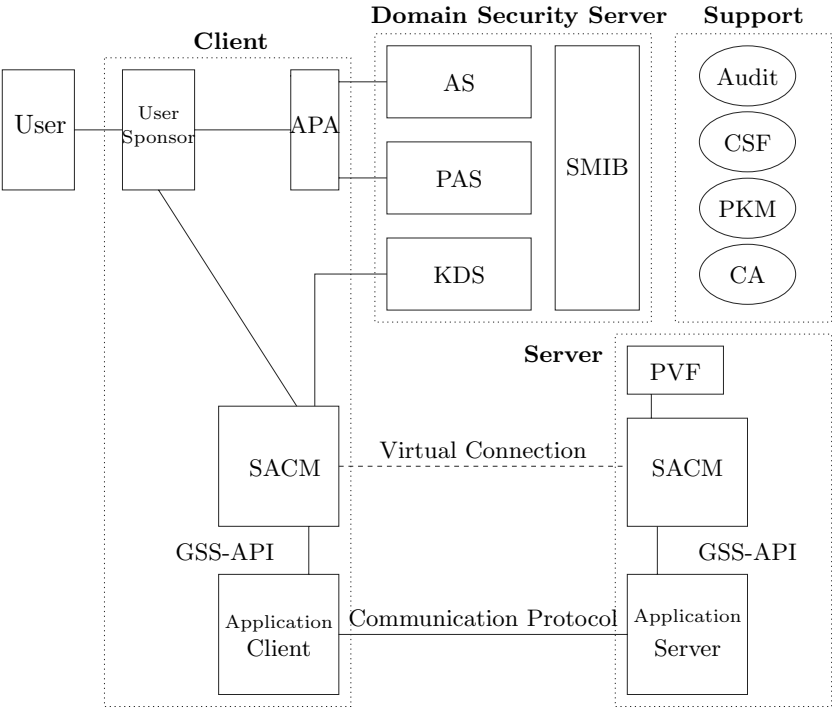 Domain Security Server
Support
Client
User
User
Sponsor
APA
AS
PAS
KDS
SMIB
Audit
CSF
PKM
CA
Server
PVF
SACM
Virtual Connection
SACM
GSS-API
GSS-API
Application
Client
Communication Protocol
Application
Server